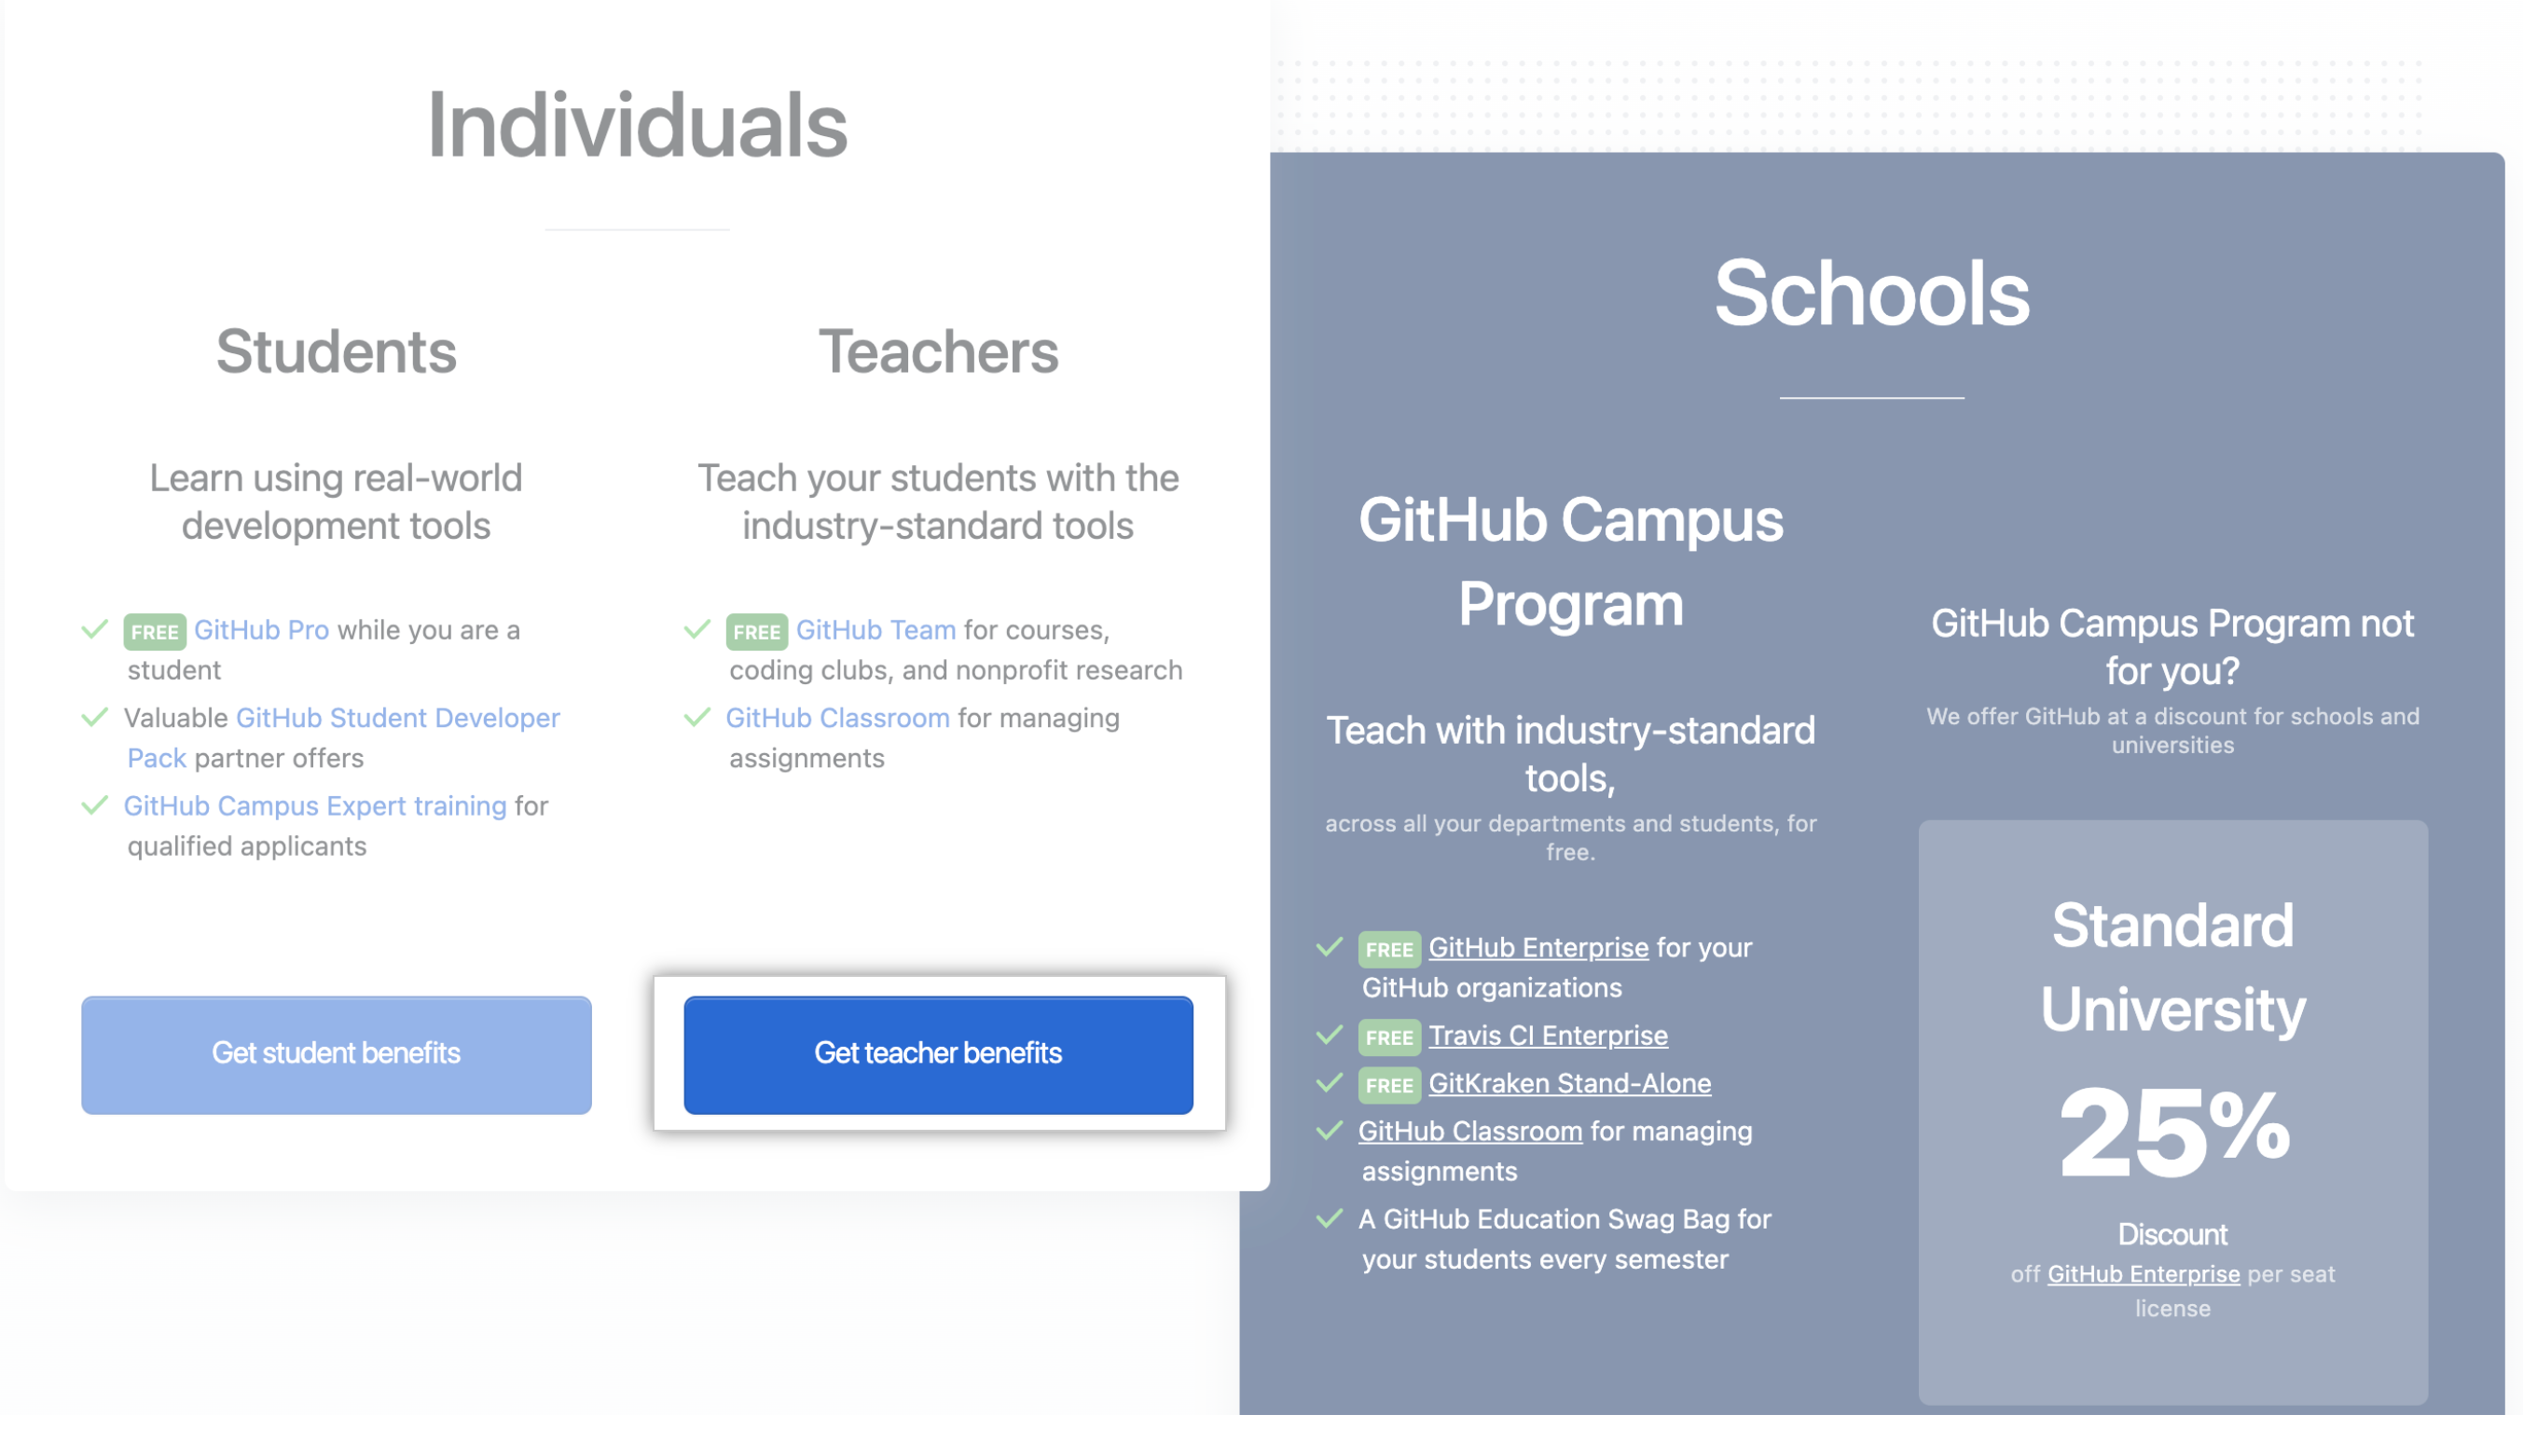 Individuals
Students
Learn using real-world
development tools
FREE GitHub Pro while you are a
student
Valuable GitHub Student Developer
Pack partner offers
GitHub Campus Expert training for
qualified applicants
Get student benefits
Teachers
Teach your students with the
industry-standard tools
FREE GitHub Team for courses,
coding clubs, and nonprofit research
GitHub Classroom for managing
assignments
Get teacher benefits
Schools
GitHub Campus
Program
Teach with industry-standard
tools,
across all your departments and students, for
free.
FREE GitHub Enterprise for your
GitHub organizations
FREE Travis CI Enterprise
FREE GitKraken Stand-Alone
GitHub Classroom for managing
assignments
A GitHub Education Swag Bag for
your students every semester
GitHub Campus Program not
for you?
We offer GitHub at a discount for schools and
universities
Standard
University
25%
Discount
off GitHub Enterprise per seat
license